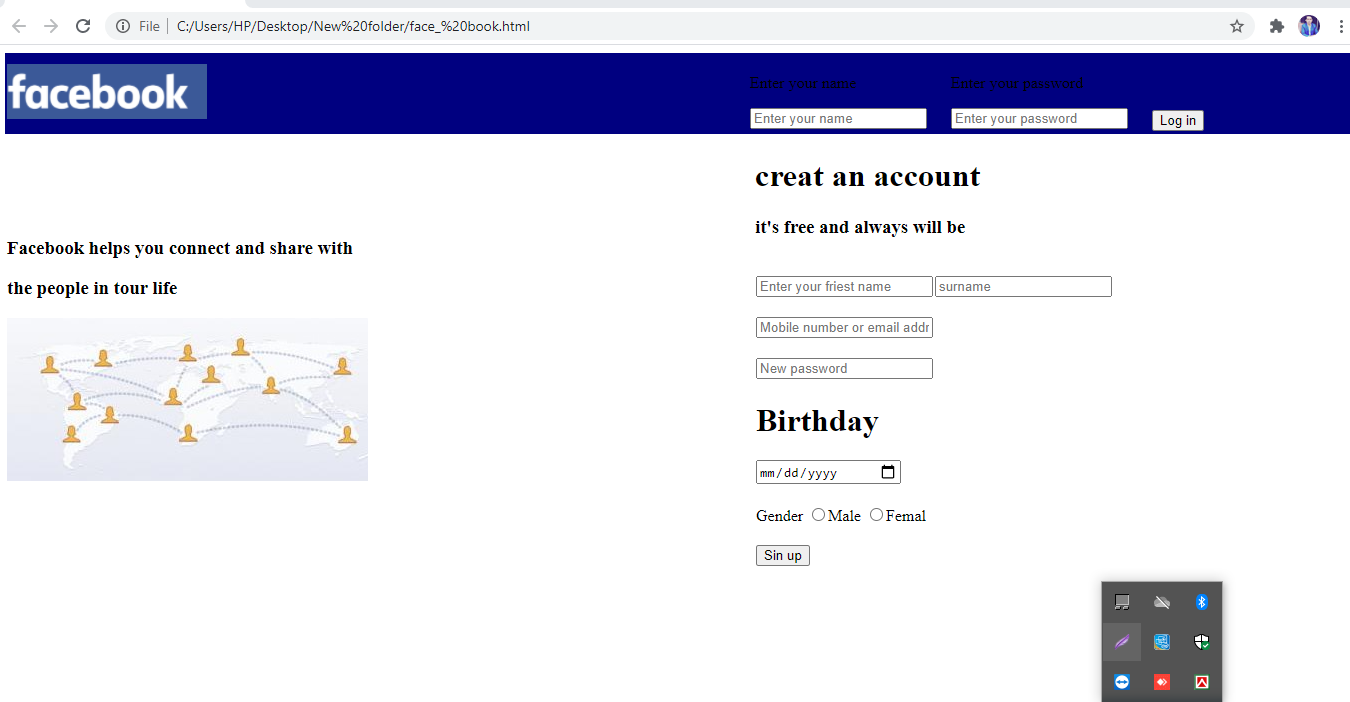 File C:/Users/HP/Desktop/New%20folder/face_%20book.html
facebook
Enter your name Enter your password
Enter your name Enter your password Log in
creat an account
it's free and always will be
Facebook helps you connect and share with
the people in tour life
Enter your friest name surname
Mobile number or email addr
New password
Birthday
mm/dd/yyyy
Gender Male Femal
Sin up